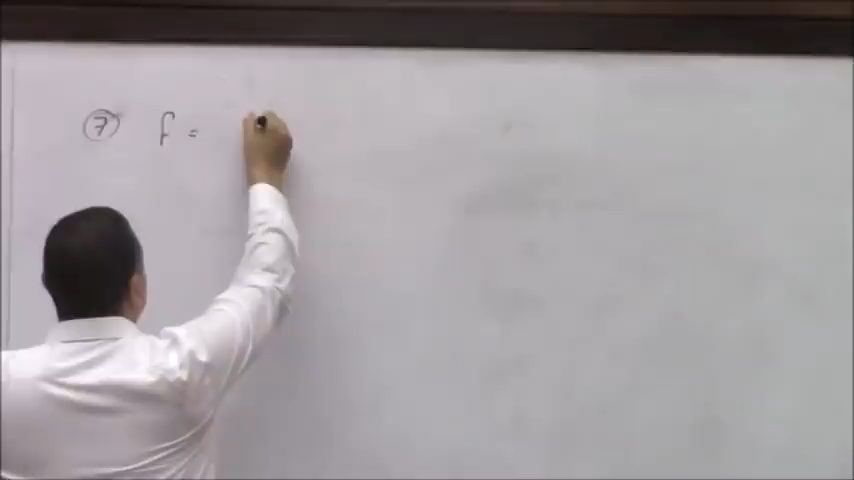 ⑦ f =